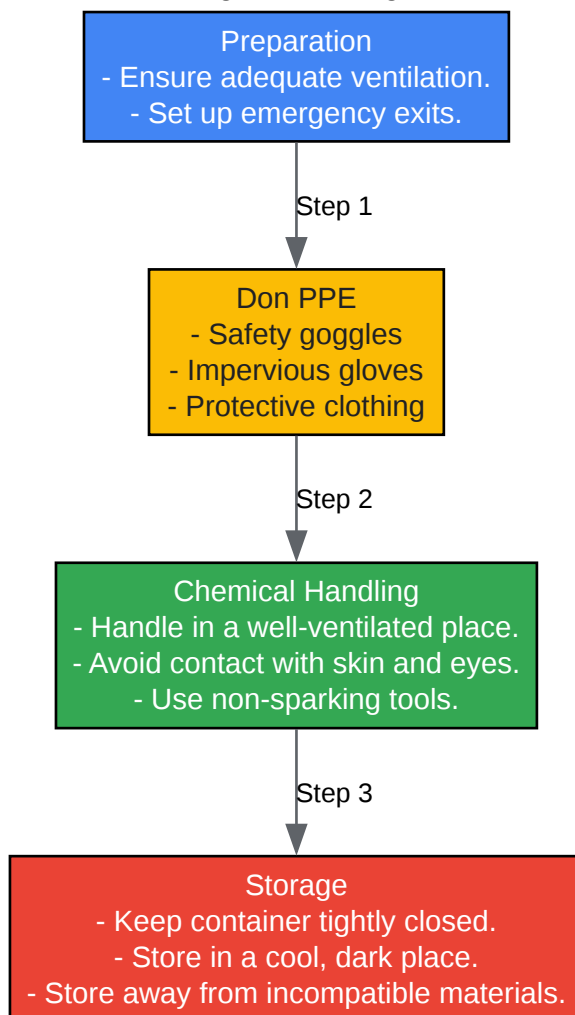 Preparation
- Ensure adequate ventilation.
- Set up emergency exits.
Step 1
Don PPE
- Safety goggles
- Impervious gloves
- Protective clothing
Step 2
Chemical Handling
- Handle in a well-ventilated place.
- Avoid contact with skin and eyes.
- Use non-sparking tools.
Step 3
Storage
- Keep container tightly closed.
- Store in a cool, dark place.
- Store away from incompatible materials.